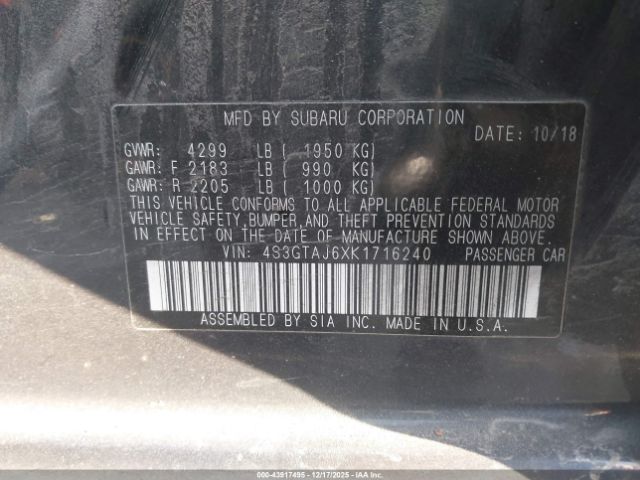 MFD BY SUBARU CORPORATION
DATE: 10/18
GVWR: 4299 LB ( 1950 KG)
GAWR: F 2183 LB ( 990 KG)
GAWR: R 2205 LB ( 1000 KG)
THIS VEHICLE CONFORMS TO ALL APPLICABLE FEDERAL MOTOR
VEHICLE SAFETY, BUMPER, AND THEFT PREVENTION STANDARDS
IN EFFECT ON THE DATE OF MANUFACTURE SHOWN ABOVE.
VIN: 4S3GTAJ6XK1716240 PASSENGER CAR
ASSEMBLED BY SIA INC. MADE IN U.S.A.
000-43917495 - 12/17/2025 - IAAI.COM